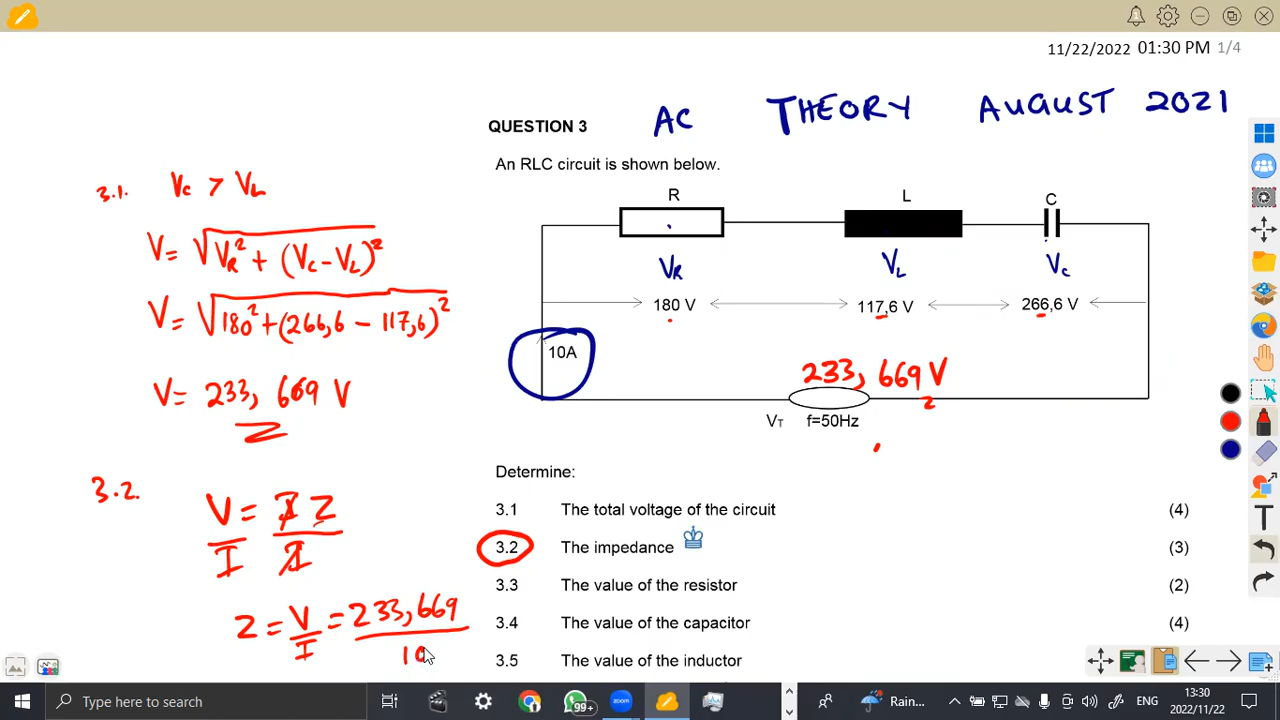 11/22/2022 01:30 PM 1/4
AC THEORY AUGUST 2021
QUESTION 3
An RLC circuit is shown below.
R L C
VR VL VC
180 V 117,6 V 266,6 V
10A
233,669 V
VT f=50Hz
3.1. VC > VL
V = √VR² + (VC - VL)²
V = √180² + (266,6 - 117,6)²
V = 233,669 V
3.2. V = I Z
I I
Z = V = 233,669
I 10
Determine:
3.1 The total voltage of the circuit (4)
3.2 The impedance (3)
3.3 The value of the resistor (2)
3.4 The value of the capacitor (4)
3.5 The value of the inductor
Type here to search
99+
Rain...
ENG
13:30
2022/11/22